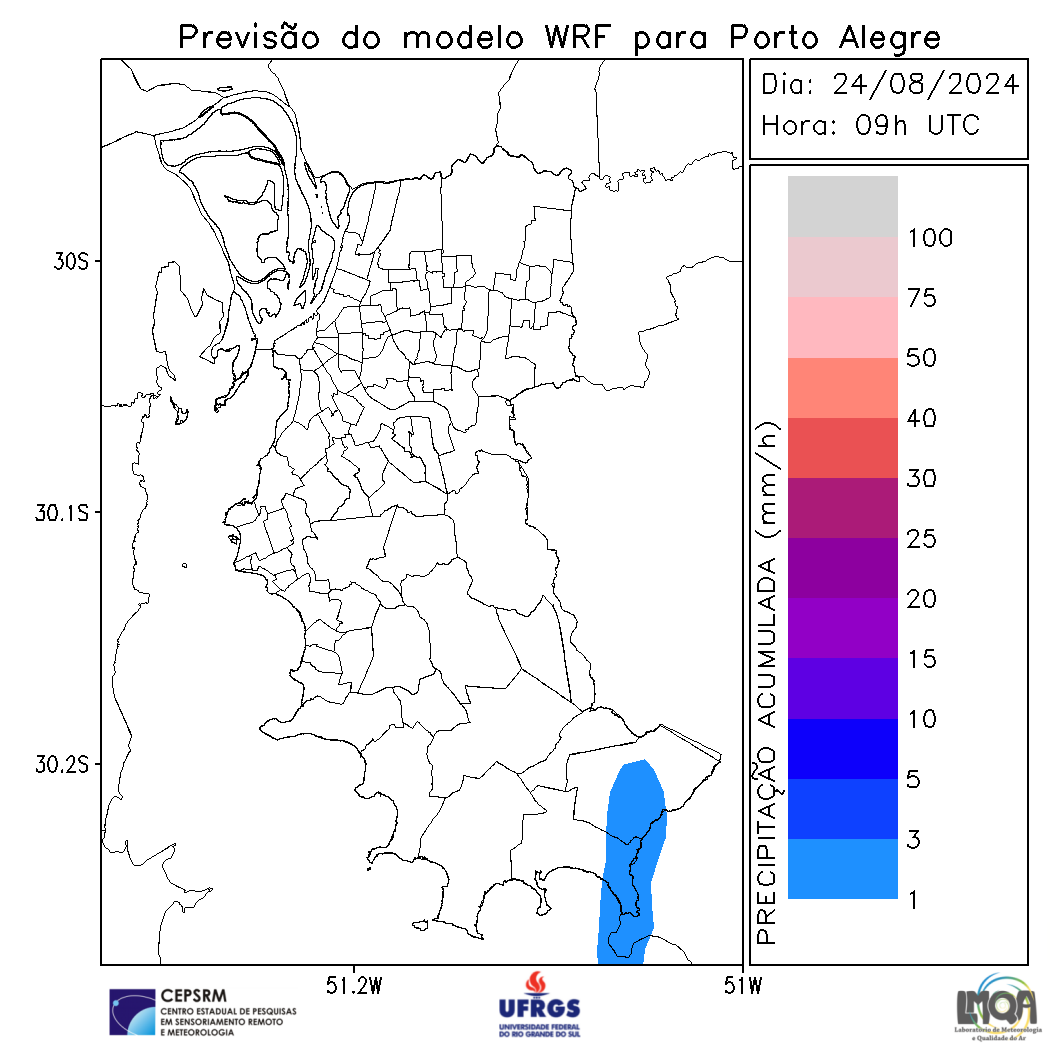 Previsão do modelo WRF para Porto Alegre
Dia: 24/08/2024
Hora: 09h UTC
30S
30.1S
30.2S
51.2W
51W
PRECIPITAÇÃO ACUMULADA (mm/h)
100
75
50
40
30
25
20
15
10
5
3
1
CEPSRM
CENTRO ESTADUAL DE PESQUISAS
EM SENSORIAMENTO REMOTO
E METEOROLOGIA
UFRGS
UNIVERSIDADE FEDERAL
DO RIO GRANDE DO SUL
LMQA
Laboratório de Meteorologia
e Qualidade do Ar